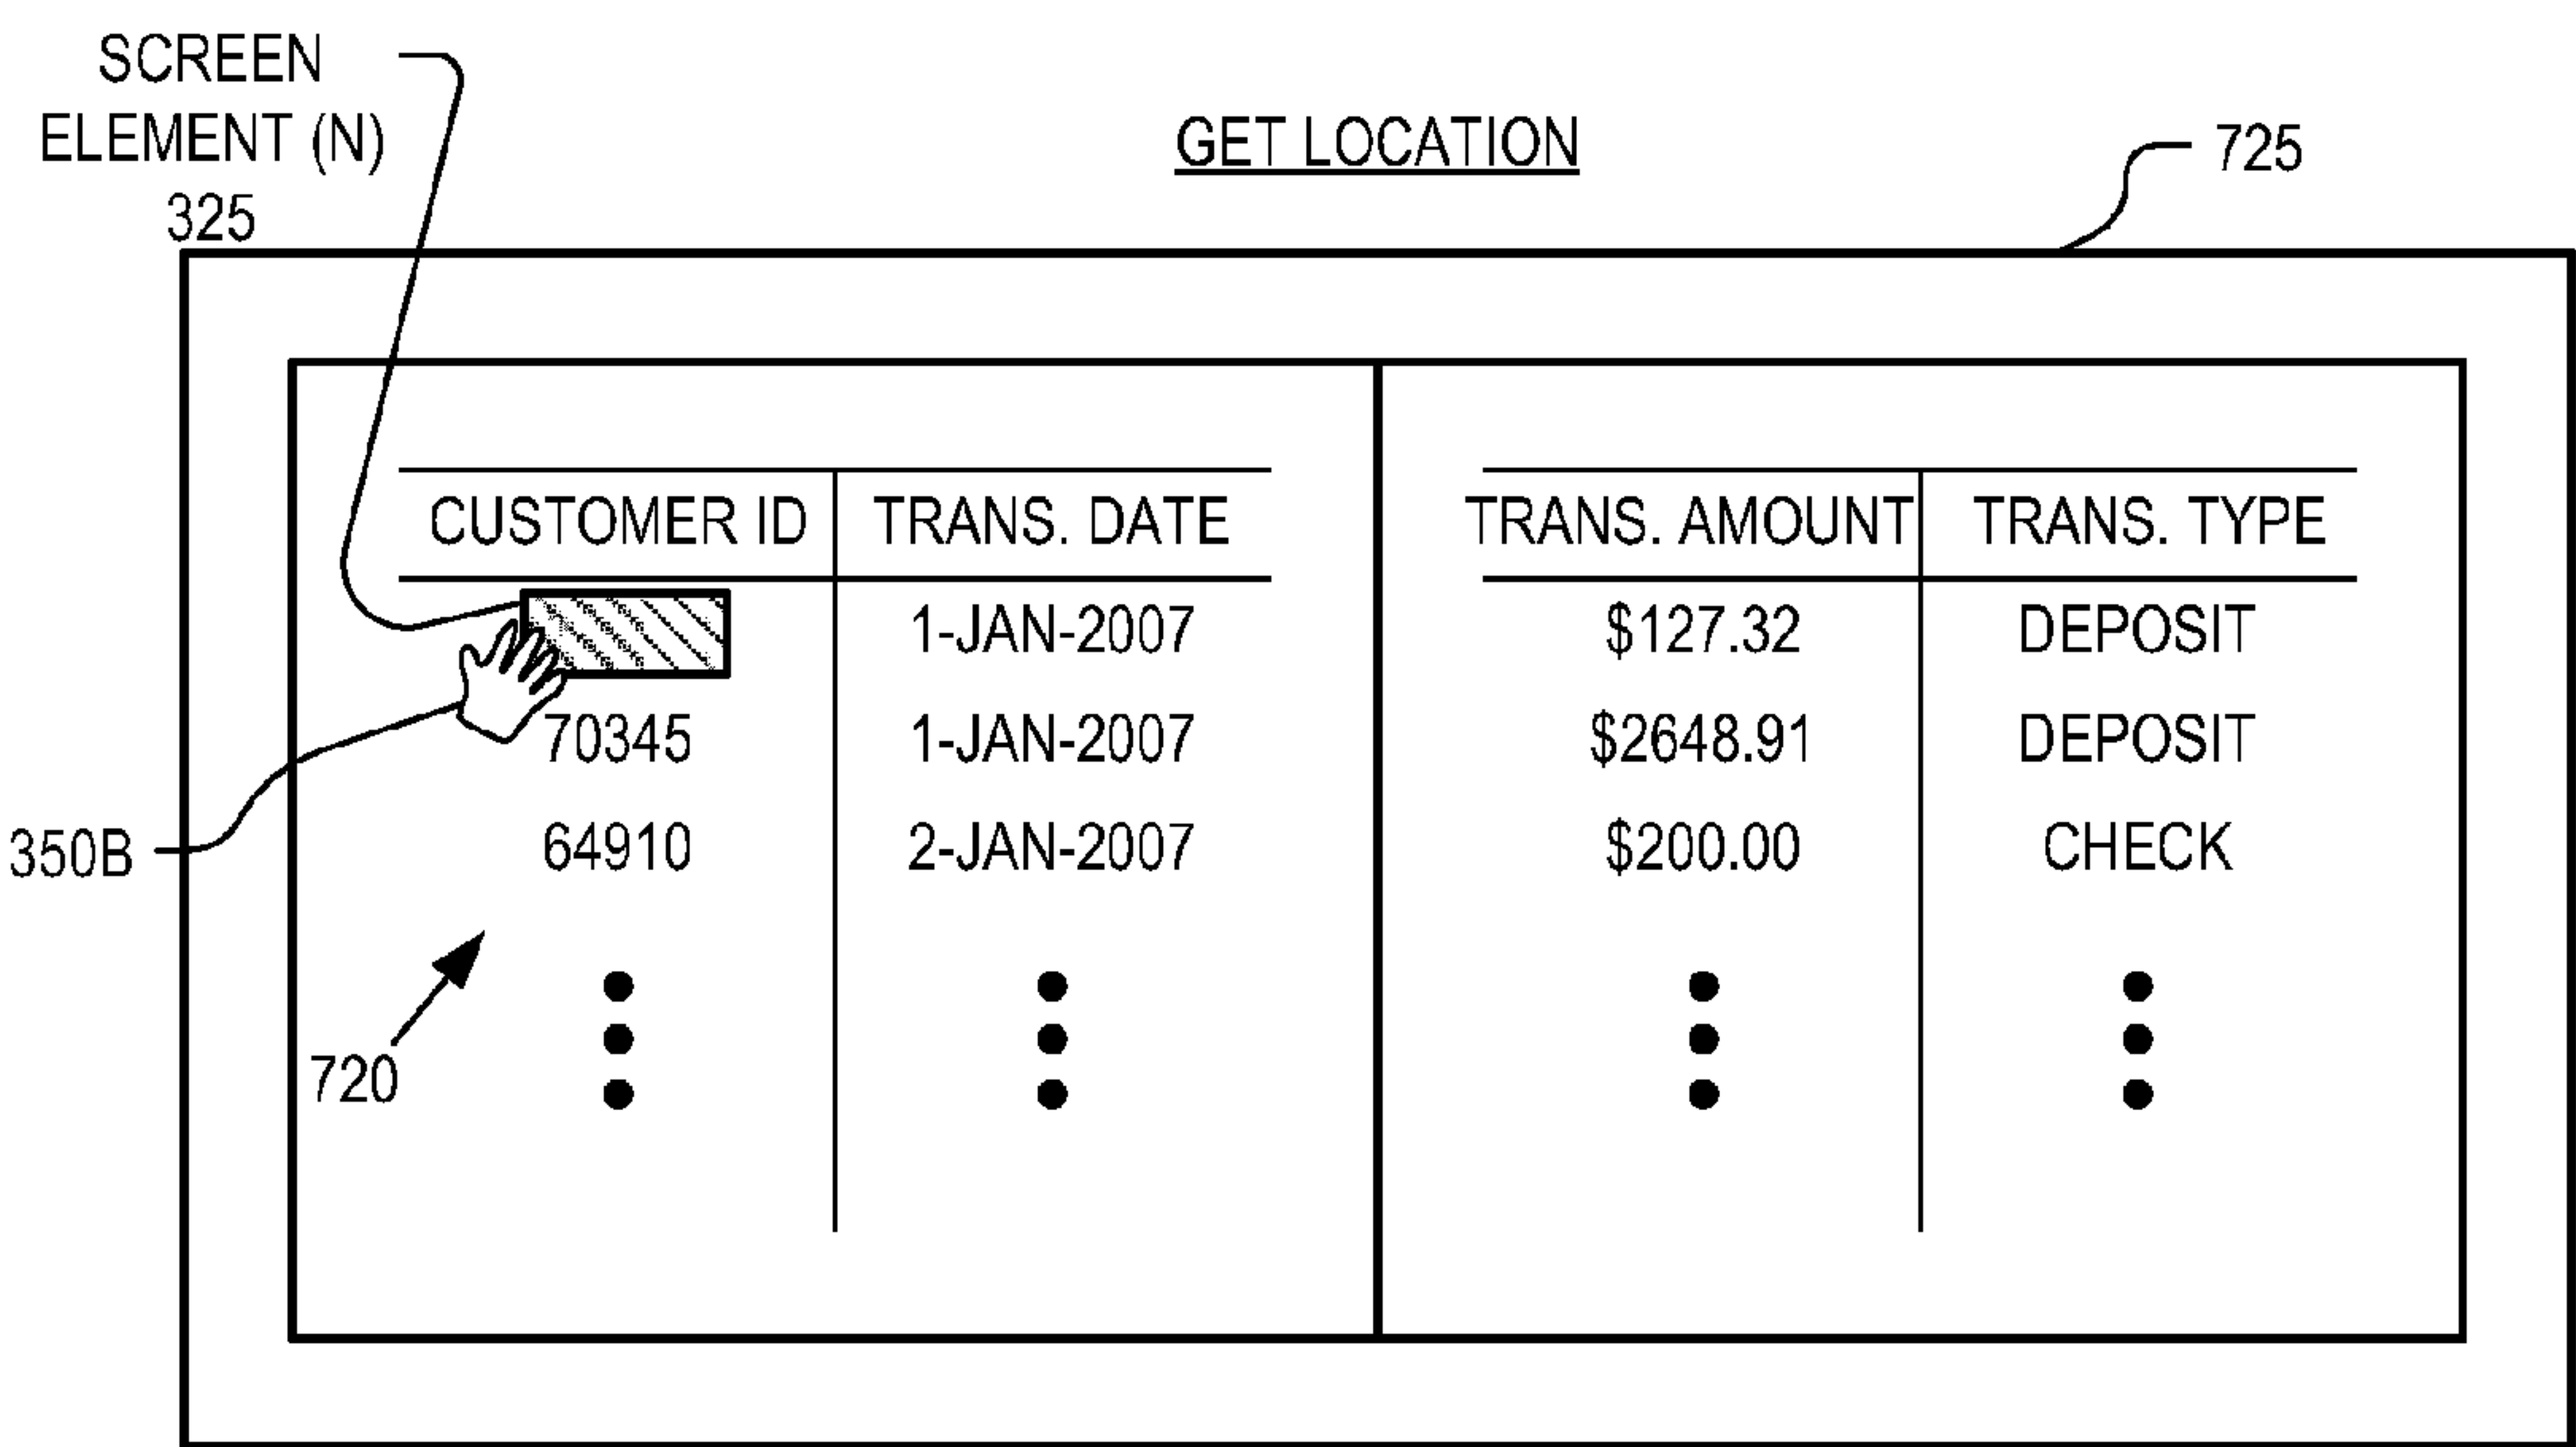 SCREEN
ELEMENT (N)
325
GET LOCATION
725
CUSTOMER ID TRANS. DATE TRANS. AMOUNT TRANS. TYPE
1-JAN-2007 $127.32 DEPOSIT
70345 1-JAN-2007 $2648.91 DEPOSIT
350B
64910 2-JAN-2007 $200.00 CHECK
720